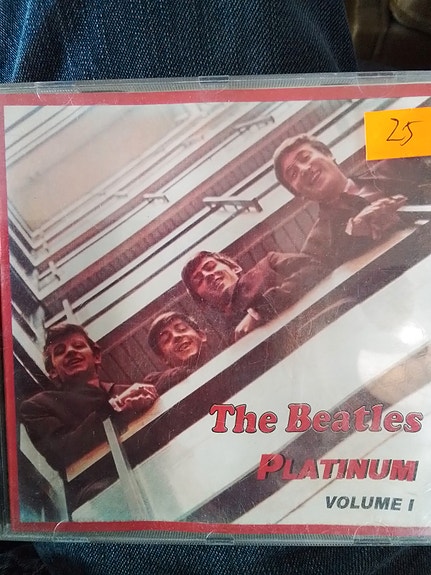 25
The Beatles
PLATINUM
VOLUME I